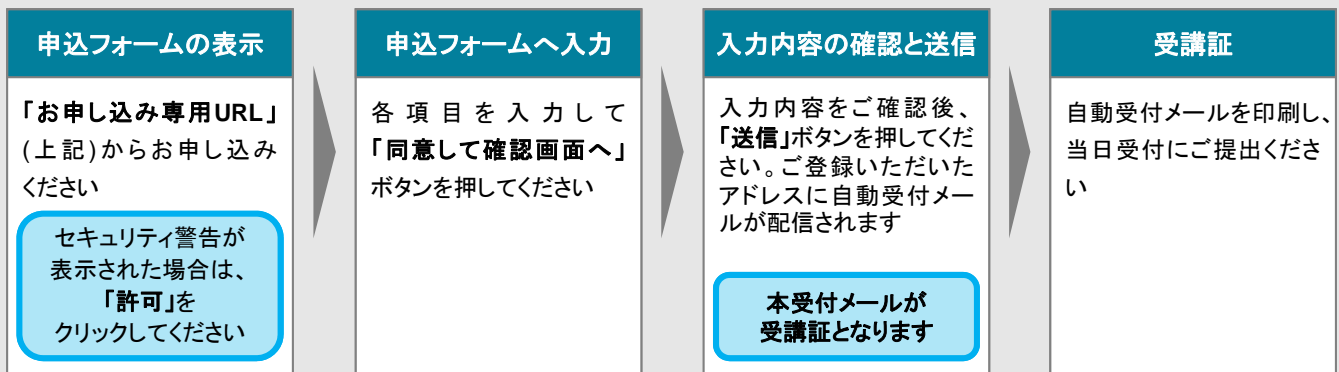 申込フォームの表示
「お申し込み専用URL」
(上記)からお申し込み
ください
セキュリティ警告が
表示された場合は、
「許可」を
クリックしてください
申込フォームへ入力
各項目を入力して
「同意して確認画面へ」
ボタンを押してください
入力内容の確認と送信
入力内容をご確認後、
「送信」ボタンを押してくだ
さい。ご登録いただいた
アドレスに自動受付メー
ルが配信されます
本受付メールが
受講証となります
受講証
自動受付メールを印刷し、
当日受付にご提出くださ
い